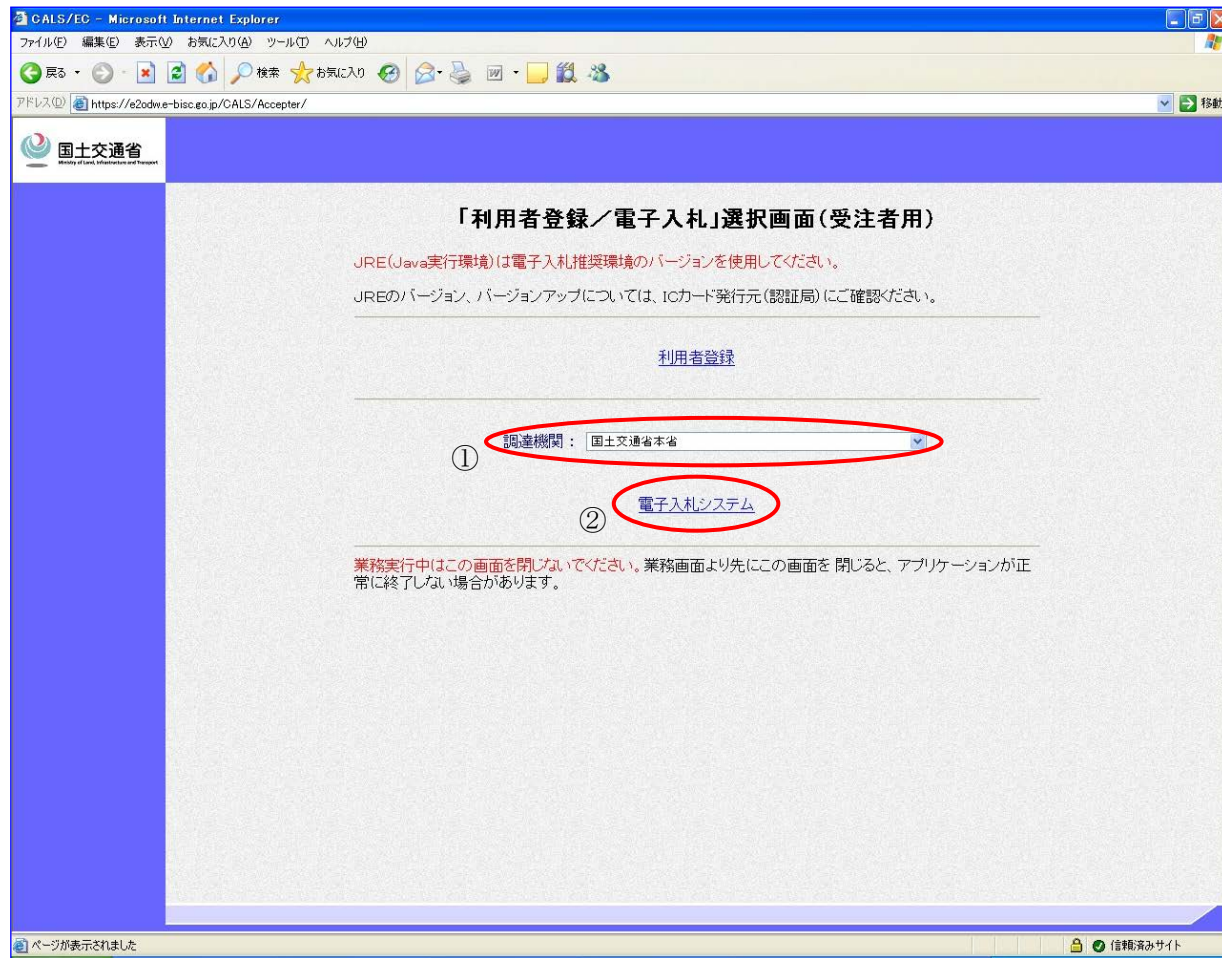 CALS/EC - Microsoft Internet Explorer
ファイル(F) 編集(E) 表示(V) お気に入り(A) ツール(T) ヘルプ(H)
戻る 検索 お気に入り
アドレス(D) https://e2odw.e-bisc.go.jp/CALS/Accepter/ 移動
国土交通省
Ministry of Land, Infrastructure and Transport
「利用者登録／電子入札」選択画面(受注者用)
JRE(Java実行環境)は電子入札推奨環境のバージョンを使用してください。
JREのバージョン、バージョンアップについては、ICカード発行元(認証局)にご確認ください。
利用者登録
① 調達機関： 国土交通省本省
② 電子入札システム
業務実行中はこの画面を閉じないでください。業務画面より先にこの画面を 閉じると、アプリケーションが正
常に終了しない場合があります。
ページが表示されました 信頼済みサイト